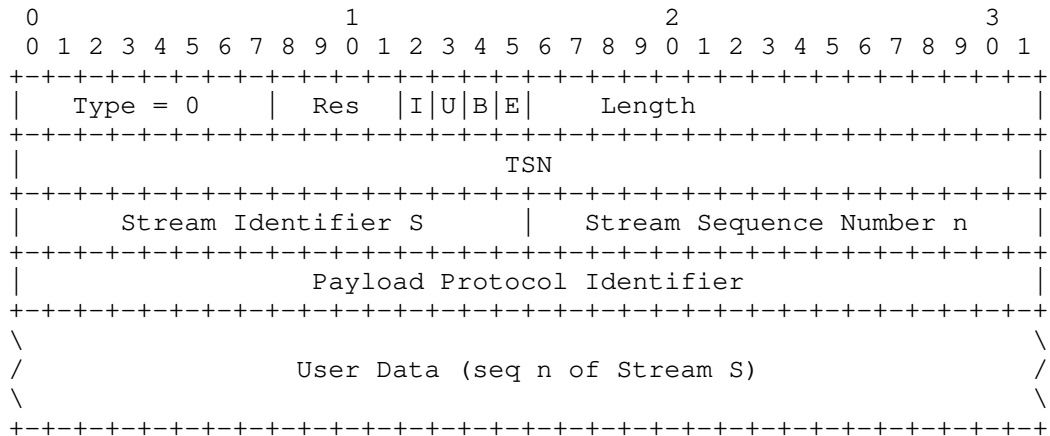 0                   1                   2                   3
 0 1 2 3 4 5 6 7 8 9 0 1 2 3 4 5 6 7 8 9 0 1 2 3 4 5 6 7 8 9 0 1
+-+-+-+-+-+-+-+-+-+-+-+-+-+-+-+-+-+-+-+-+-+-+-+-+-+-+-+-+-+-+-+-+
|   Type = 0    |  Res  |I|U|B|E|    Length                     |
+-+-+-+-+-+-+-+-+-+-+-+-+-+-+-+-+-+-+-+-+-+-+-+-+-+-+-+-+-+-+-+-+
|                              TSN                              |
+-+-+-+-+-+-+-+-+-+-+-+-+-+-+-+-+-+-+-+-+-+-+-+-+-+-+-+-+-+-+-+-+
|      Stream Identifier S      |   Stream Sequence Number n    |
+-+-+-+-+-+-+-+-+-+-+-+-+-+-+-+-+-+-+-+-+-+-+-+-+-+-+-+-+-+-+-+-+
|                  Payload Protocol Identifier                  |
+-+-+-+-+-+-+-+-+-+-+-+-+-+-+-+-+-+-+-+-+-+-+-+-+-+-+-+-+-+-+-+-+
\                                                               \
/                 User Data (seq n of Stream S)                 /
\                                                               \
+-+-+-+-+-+-+-+-+-+-+-+-+-+-+-+-+-+-+-+-+-+-+-+-+-+-+-+-+-+-+-+-+